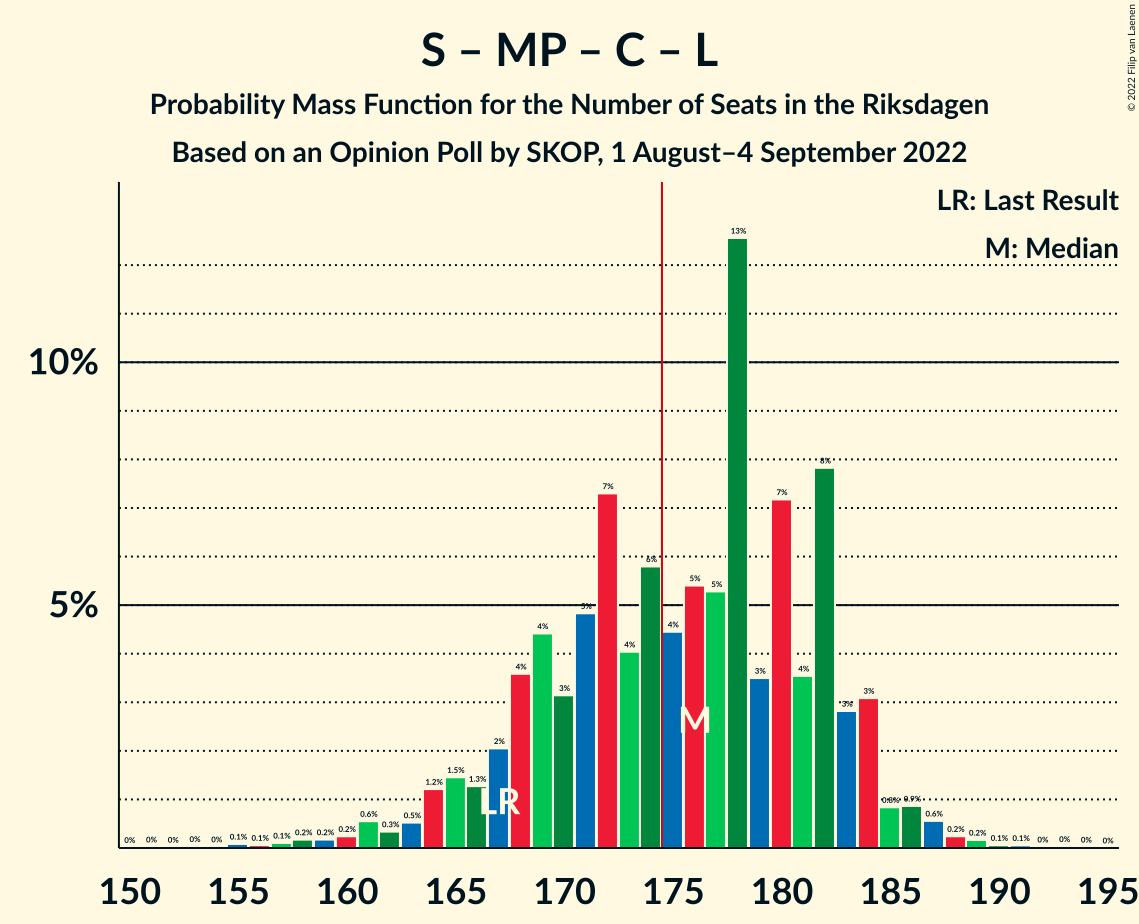 © 2022 Filip van Laenen
S – MP – C – L
Probability Mass Function for the Number of Seats in the Riksdagen
Based on an Opinion Poll by SKOP, 1 August–4 September 2022
LR: Last Result
M: Median
10%
5%
0% 0% 0% 0% 0% 0.1% 0.1% 0.1% 0.2% 0.2% 0.2% 0.6% 0.3% 0.5% 1.2% 1.5% 1.3% 2% 4% 4% 3% 5% 7% 4% 6% 4% 5% 5% 13% 3% 7% 4% 8% 3% 3% 0.8% 0.9% 0.6% 0.2% 0.2% 0.1% 0.1% 0% 0% 0% 0%
M
LR
150 155 160 165 170 175 180 185 190 195